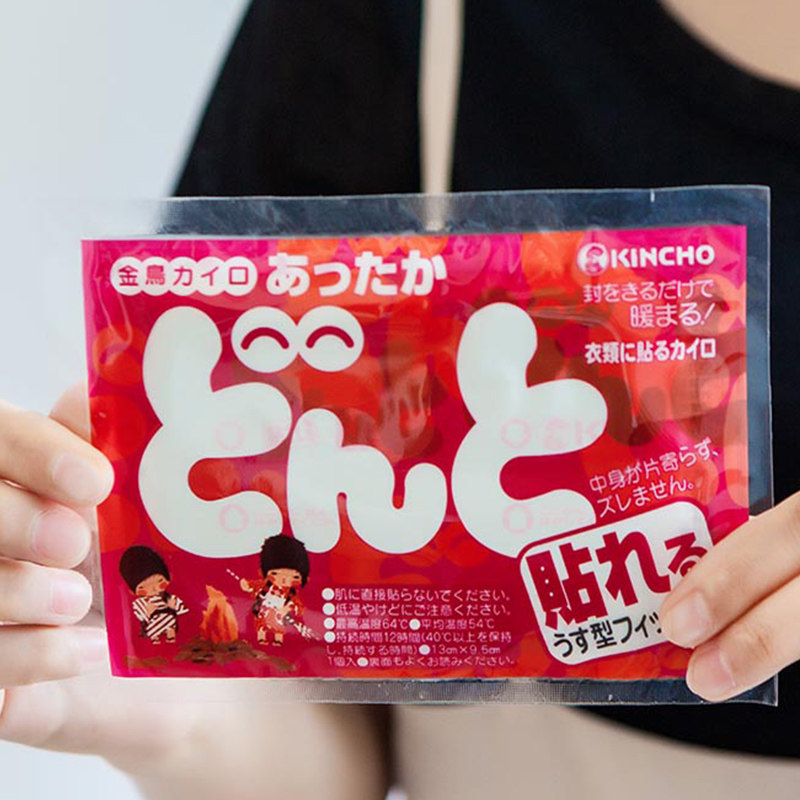 金鳥カイロ あったか
KINCHO
封をきるだけで
暖まる!
衣類に貼るカイロ
どんと
中身が片寄らず、
ズレません。
貼れる
うす型フィッ
●肌に直接貼らないでください。
●低温やけどにご注意ください。
●最高温度64℃●平均温度54℃
●持続時間12時間(40℃以上を保持
し、持続する時間)●13cm×9.5cm
1個入●裏面もよくお読みください。